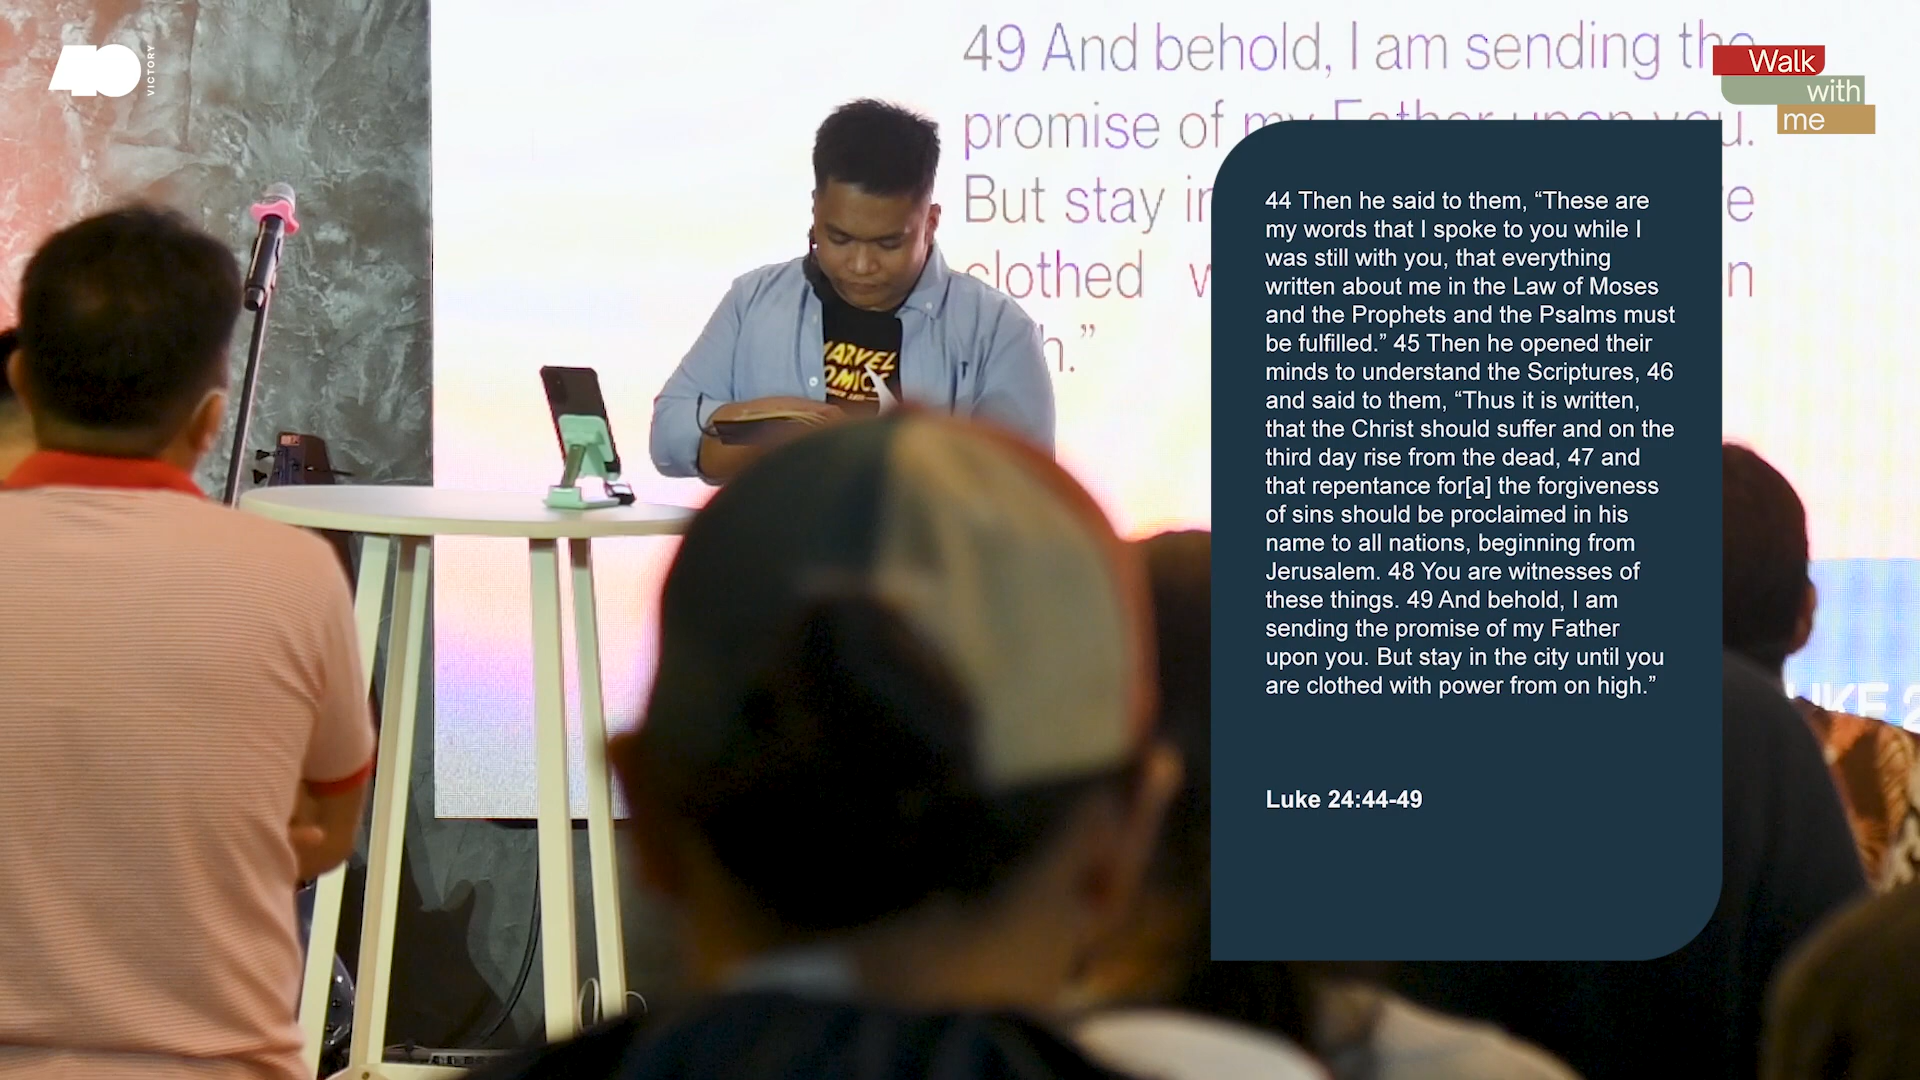 40
VICTORY
49 And behold, I am sending the
promise of my Father upon you.
But stay in
clothed
Walk
with
me
MARVEL
COMICS
44 Then he said to them, “These are
my words that I spoke to you while I
was still with you, that everything
written about me in the Law of Moses
and the Prophets and the Psalms must
be fulfilled.” 45 Then he opened their
minds to understand the Scriptures, 46
and said to them, “Thus it is written,
that the Christ should suffer and on the
third day rise from the dead, 47 and
that repentance for[a] the forgiveness
of sins should be proclaimed in his
name to all nations, beginning from
Jerusalem. 48 You are witnesses of
these things. 49 And behold, I am
sending the promise of my Father
upon you. But stay in the city until you
are clothed with power from on high.”
Luke 24:44-49